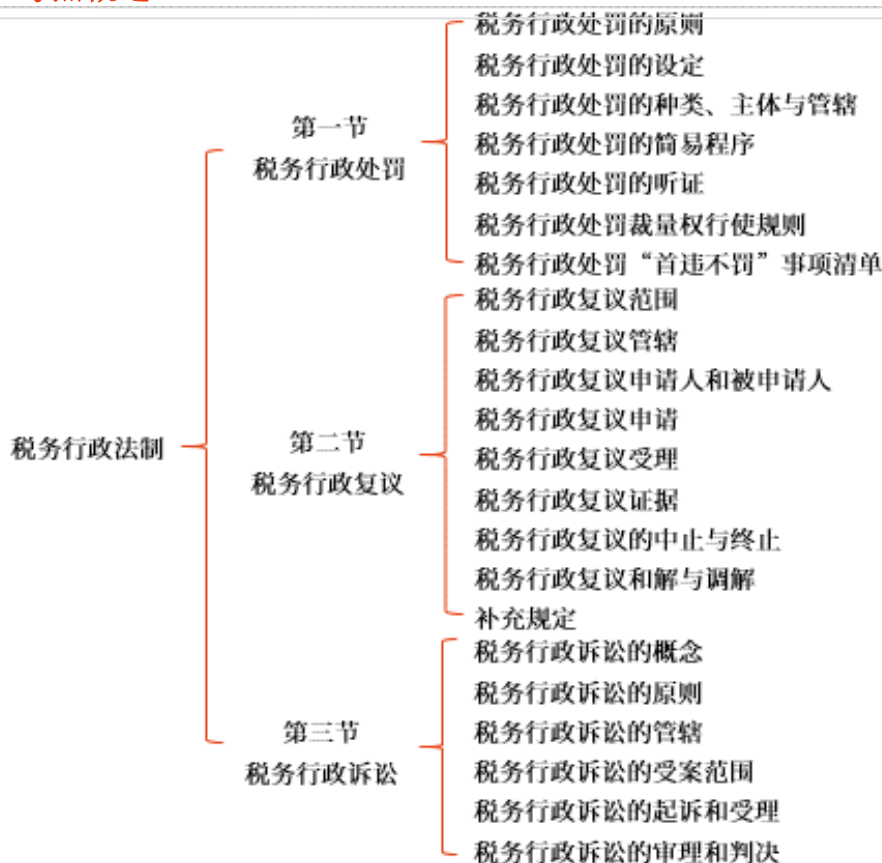 税务行政处罚的原则
税务行政处罚的设定
税务行政处罚的种类、主体与管辖
第一节
税务行政处罚
税务行政处罚的简易程序
税务行政处罚的听证
税务行政处罚裁量权行使规则
税务行政处罚“首违不罚”事项清单
税务行政复议范围
税务行政复议管辖
税务行政复议申请人和被申请人
税务行政复议申请
税务行政法制
第二节
税务行政复议
税务行政复议受理
税务行政复议证据
税务行政复议的中止与终止
税务行政复议和解与调解
补充规定
税务行政诉讼的概念
税务行政诉讼的原则
第三节
税务行政诉讼
税务行政诉讼的管辖
税务行政诉讼的受案范围
税务行政诉讼的起诉和受理
税务行政诉讼的审理和判决